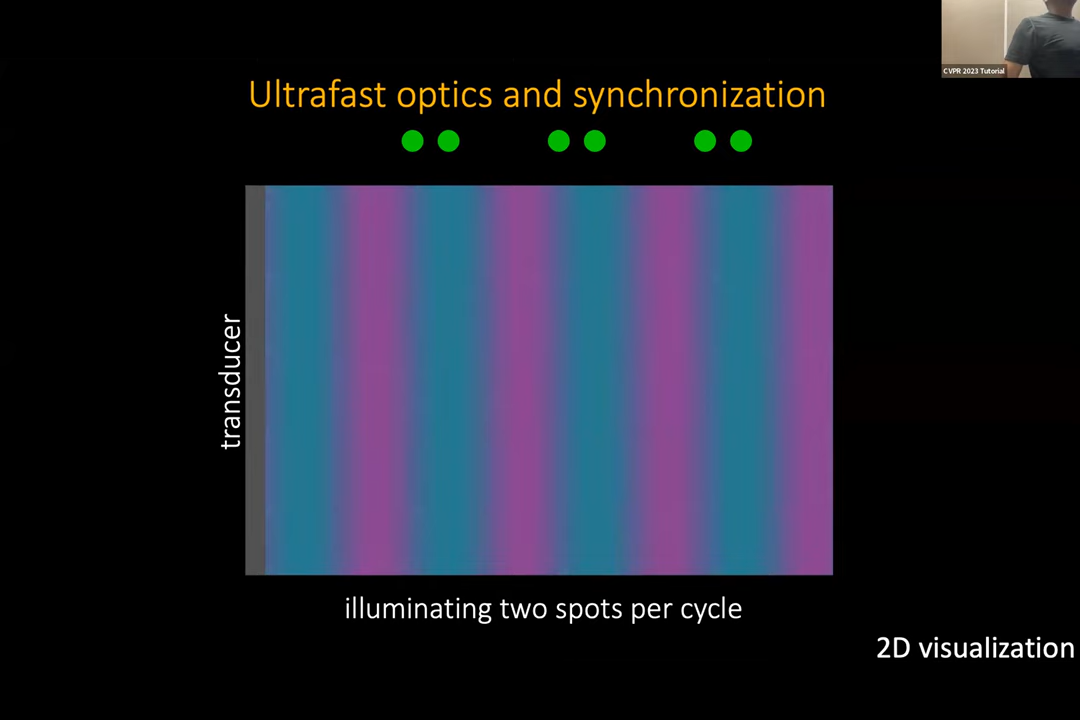 CVPR 2023 Tutorial
Ultrafast optics and synchronization
transducer
illuminating two spots per cycle
2D visualization